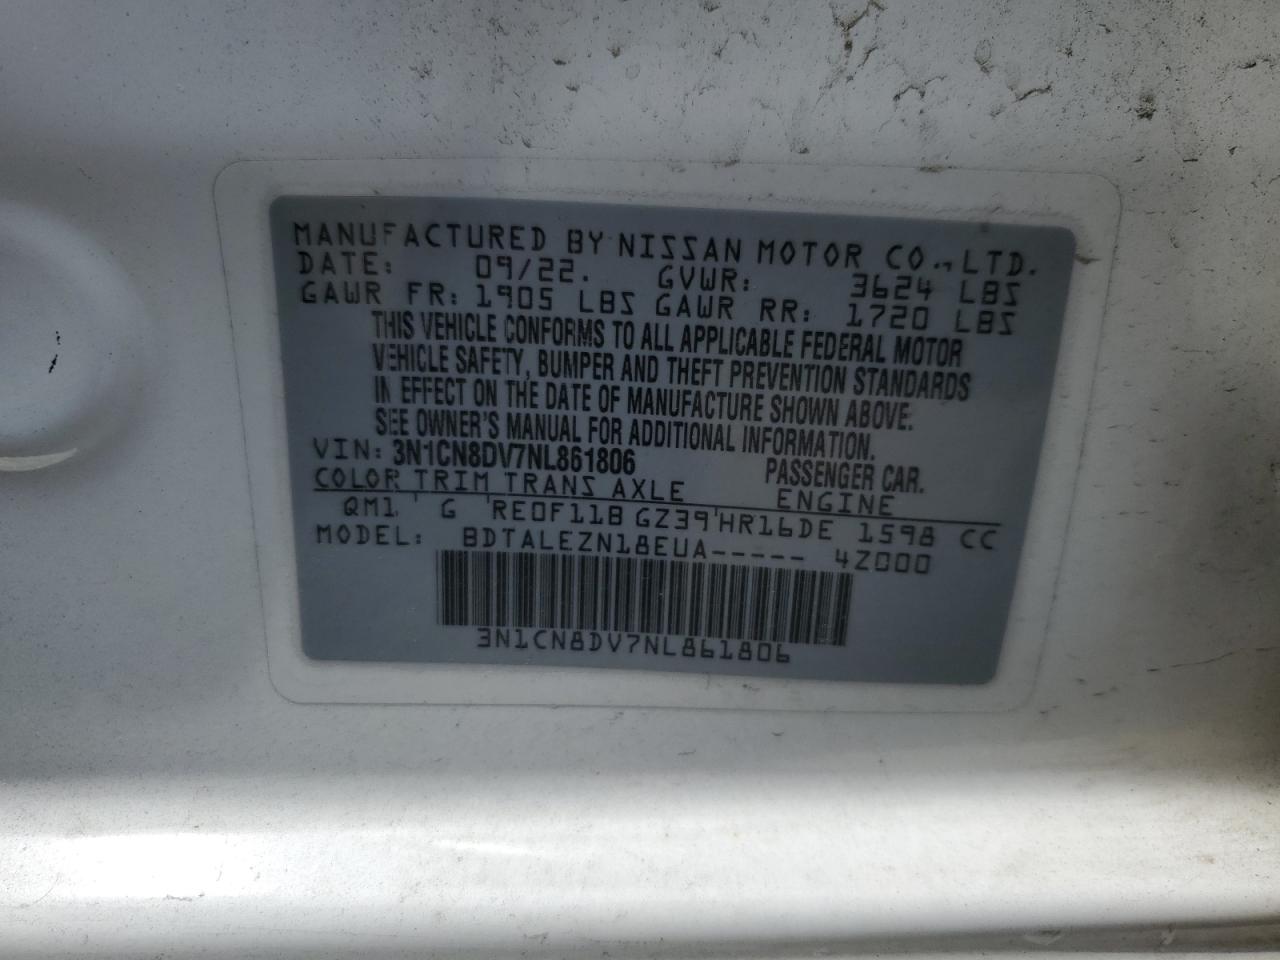 MANUFACTURED BY NISSAN MOTOR CO., LTD.
DATE: 09/22. GVWR: 3624 LBS
GAWR FR: 1905 LBS GAWR RR: 1720 LBS
THIS VEHICLE CONFORMS TO ALL APPLICABLE FEDERAL MOTOR
VEHICLE SAFETY, BUMPER AND THEFT PREVENTION STANDARDS
IN EFFECT ON THE DATE OF MANUFACTURE SHOWN ABOVE.
SEE OWNER'S MANUAL FOR ADDITIONAL INFORMATION.
VIN: 3N1CN8DV7NL861806 PASSENGER CAR.
COLOR TRIM TRANS AXLE ENGINE
QM1 ' G 'RE0F11B GZ39'HR16DE 1598 CC
MODEL: BDTALEZN18EUA----- 4Z000
3N1CN8DV7NL861806